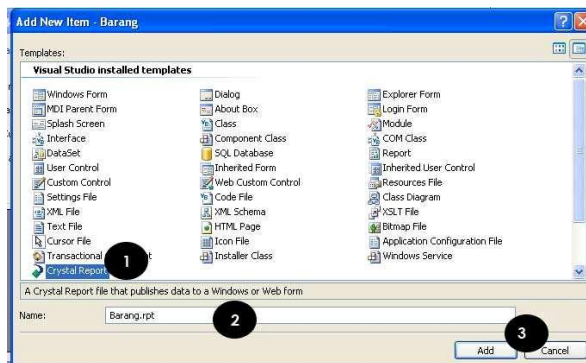 Add New Item - Barang
Templates:
Visual Studio installed templates
Windows Form
Dialog
Explorer Form
MDI Parent Form
About Box
Login Form
Splash Screen
Class
Module
Interface
Component Class
COM Class
DataSet
SQL Database
Report
User Control
Inherited Form
Inherited User Control
Custom Control
Web Custom Control
Resources File
Settings File
Code File
Class Diagram
XML File
XML Schema
XSLT File
Text File
HTML Page
Bitmap File
Cursor File
Icon File
Application Configuration File
Transactional
Installer Class
Windows Service
1
Crystal Report
A Crystal Report file that publishes data to a Windows or Web form
Name:
Barang.rpt
2
3
Add
Cancel